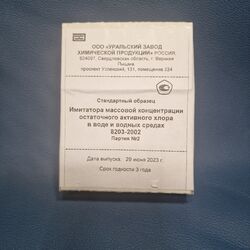 ООО «УРАЛЬСКИЙ ЗАВОД
ХИМИЧЕСКОЙ ПРОДУКЦИИ» РОССИЯ,
624097, Свердловская область, г. Верхняя
Пышма,
проспект Успенский, 131, помещение 224
Стандартный образец
Имитатора массовой концентрации
остаточного активного хлора
в воде и водных средах
8203-2002
Партия №2
Дата выпуска: 29 июня 2023 г.
Срок годности 3 года